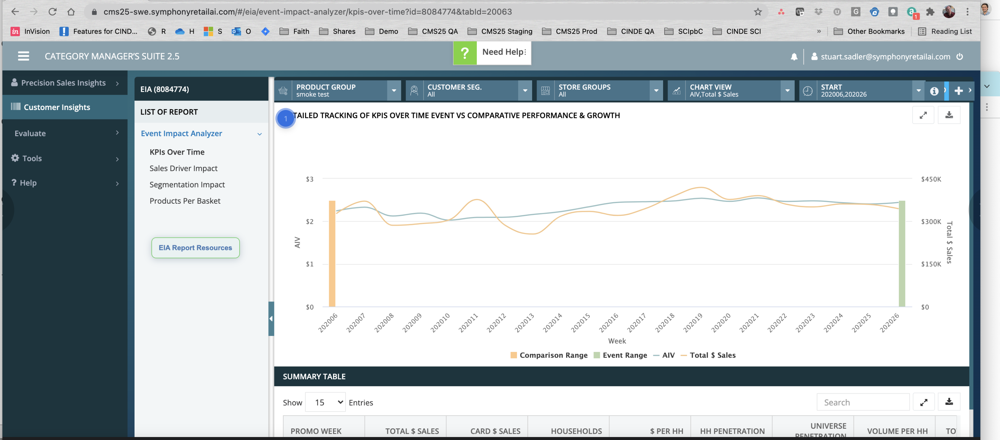 cms25-swe.symphonyretailai.com/#/eia/event-impact-analyzer/kpis-over-time?id=8084774&tabId=20063
in InVision ! Features for CIND... R H S O Faith Shares Demo CMS25 QA CMS25 Staging CMS25 Prod CINDE QA SCIpbC CINDE SCI » Other Bookmarks Reading List
CATEGORY MANAGER'S SUITE 2.5
? Need Help
stuart.sadler@symphonyretailai.com
Precision Sales Insights
Customer Insights
Evaluate
Tools
? Help
EIA (8084774)
LIST OF REPORT
Event Impact Analyzer
KPIs Over Time
Sales Driver Impact
Segmentation Impact
Products Per Basket
EIA Report Resources
PRODUCT GROUP
smoke test
CUSTOMER SEG.
All
STORE GROUPS
All
CHART VIEW
AIV,Total $ Sales
START
202006,202026
1
TAILED TRACKING OF KPIS OVER TIME EVENT VS COMPARATIVE PERFORMANCE & GROWTH
$3
$2
$1
$0
AIV
$450K
$300K
$150K
$0
Total $ Sales
202006 202007 202008 202009 202010 202011 202012 202013 202014 202015 202016 202017 202018 202019 202020 202021 202022 202023 202024 202025 202026
Week
Comparison Range Event Range AIV Total $ Sales
SUMMARY TABLE
Show 15 Entries
Search
PROMO WEEK TOTAL $ SALES CARD $ SALES HOUSEHOLDS $ PER HH HH PENETRATION UNIVERSE PENETRATION VOLUME PER HH TO